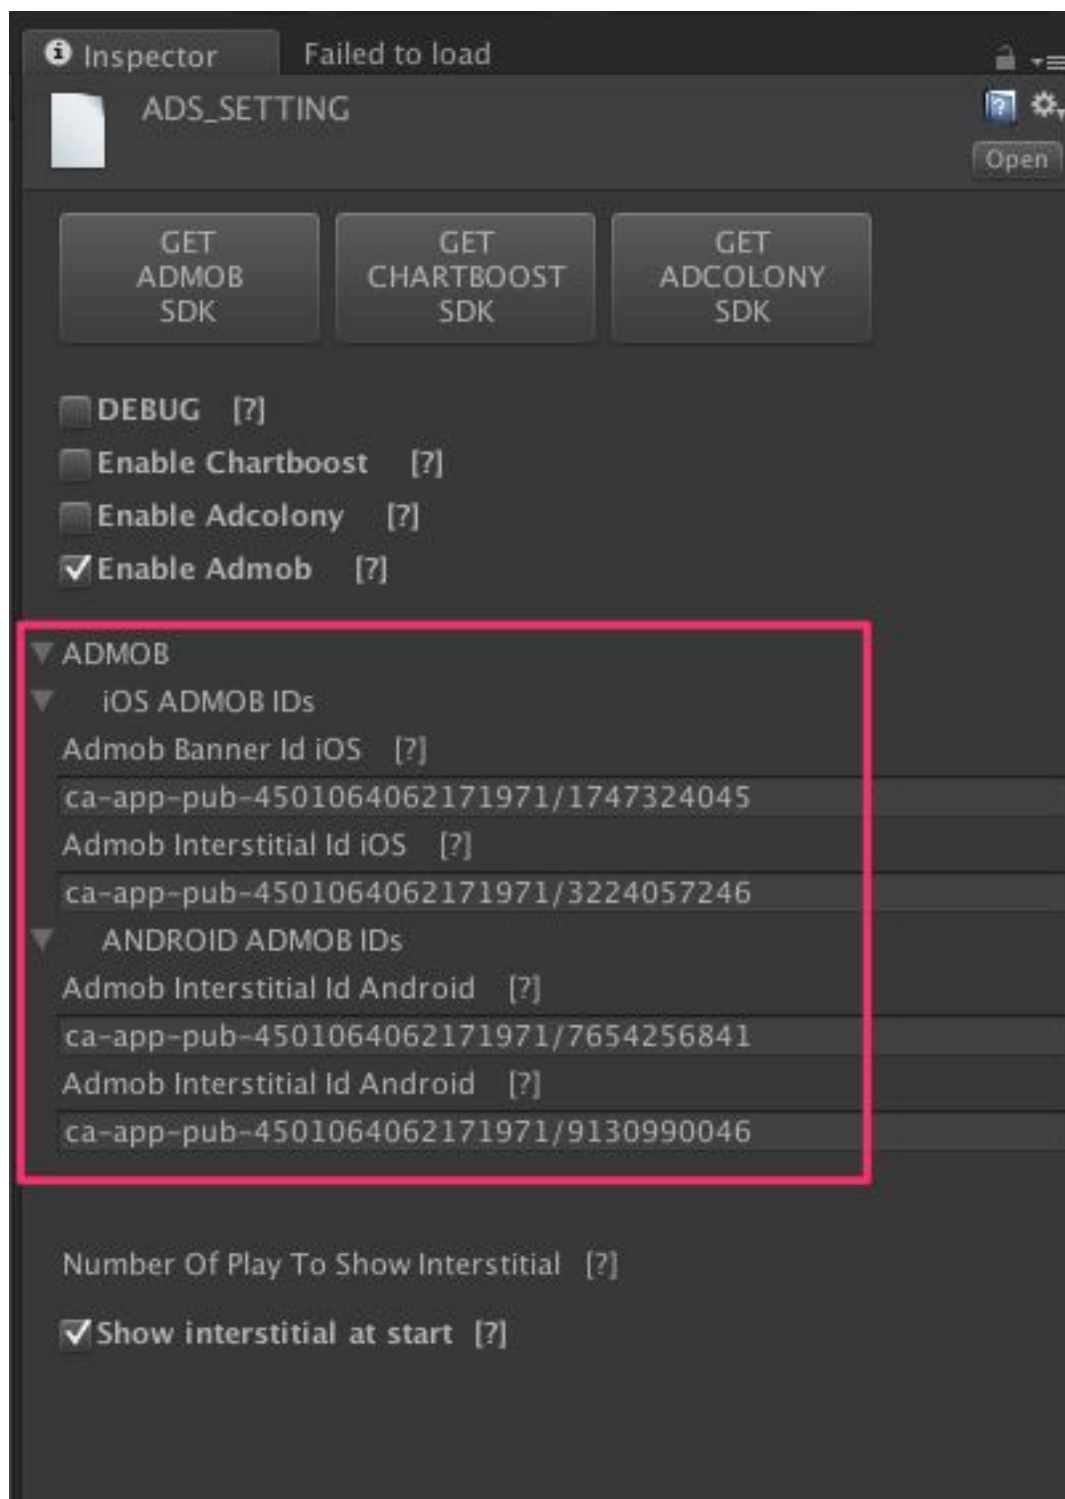 Inspector Failed to load
ADS_SETTING
Open
GET ADMOB SDK
GET CHARTBOOST SDK
GET ADCOLONY SDK
DEBUG [?]
Enable Chartboost [?]
Enable Adcolony [?]
Enable Admob [?]
ADMOB
iOS ADMOB IDs
Admob Banner Id iOS [?]
ca-app-pub-4501064062171971/1747324045
Admob Interstitial Id iOS [?]
ca-app-pub-4501064062171971/3224057246
ANDROID ADMOB IDs
Admob Interstitial Id Android [?]
ca-app-pub-4501064062171971/7654256841
Admob Interstitial Id Android [?]
ca-app-pub-4501064062171971/9130990046
Number Of Play To Show Interstitial [?]
Show interstitial at start [?]